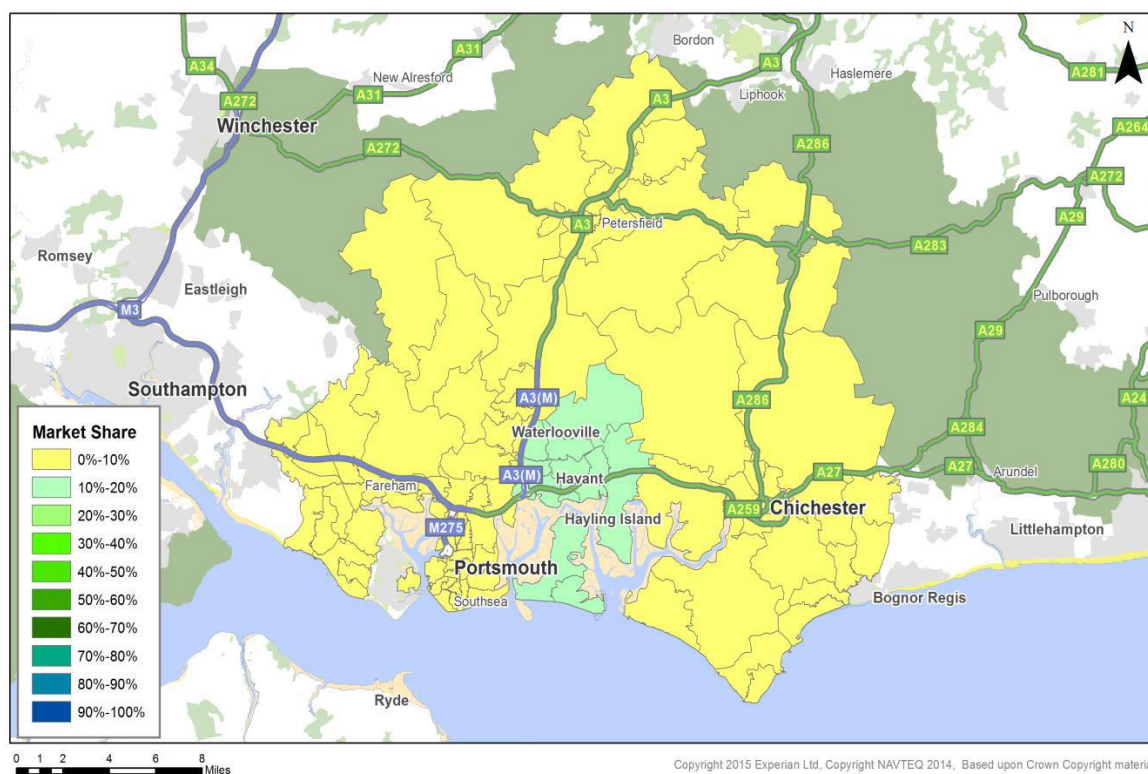 N
A34
A31
Bordon
A3
New Alresford
A31
Haslemere
A281
A272
Winchester
A3
Liphook
A272
A286
A264
A272
A3
Petersfield
A29
A283
Romsey
Eastleigh
Pulborough
M3
A29
Southampton
A3(M)
A286
A24
Market Share
0%-10%
10%-20%
20%-30%
30%-40%
40%-50%
50%-60%
60%-70%
70%-80%
80%-90%
90%-100%
Waterlooville
A284
A3(M)
Havant
A27
A27
A280
Arundel
Fareham
A259
Chichester
Hayling Island
M275
Littlehampton
Portsmouth
Southsea
Bognor Regis
Ryde
0 1 2 4 6 8
Miles
Copyright 2015 Experian Ltd, Copyright NAVTEQ 2014, Based upon Crown Copyright materi